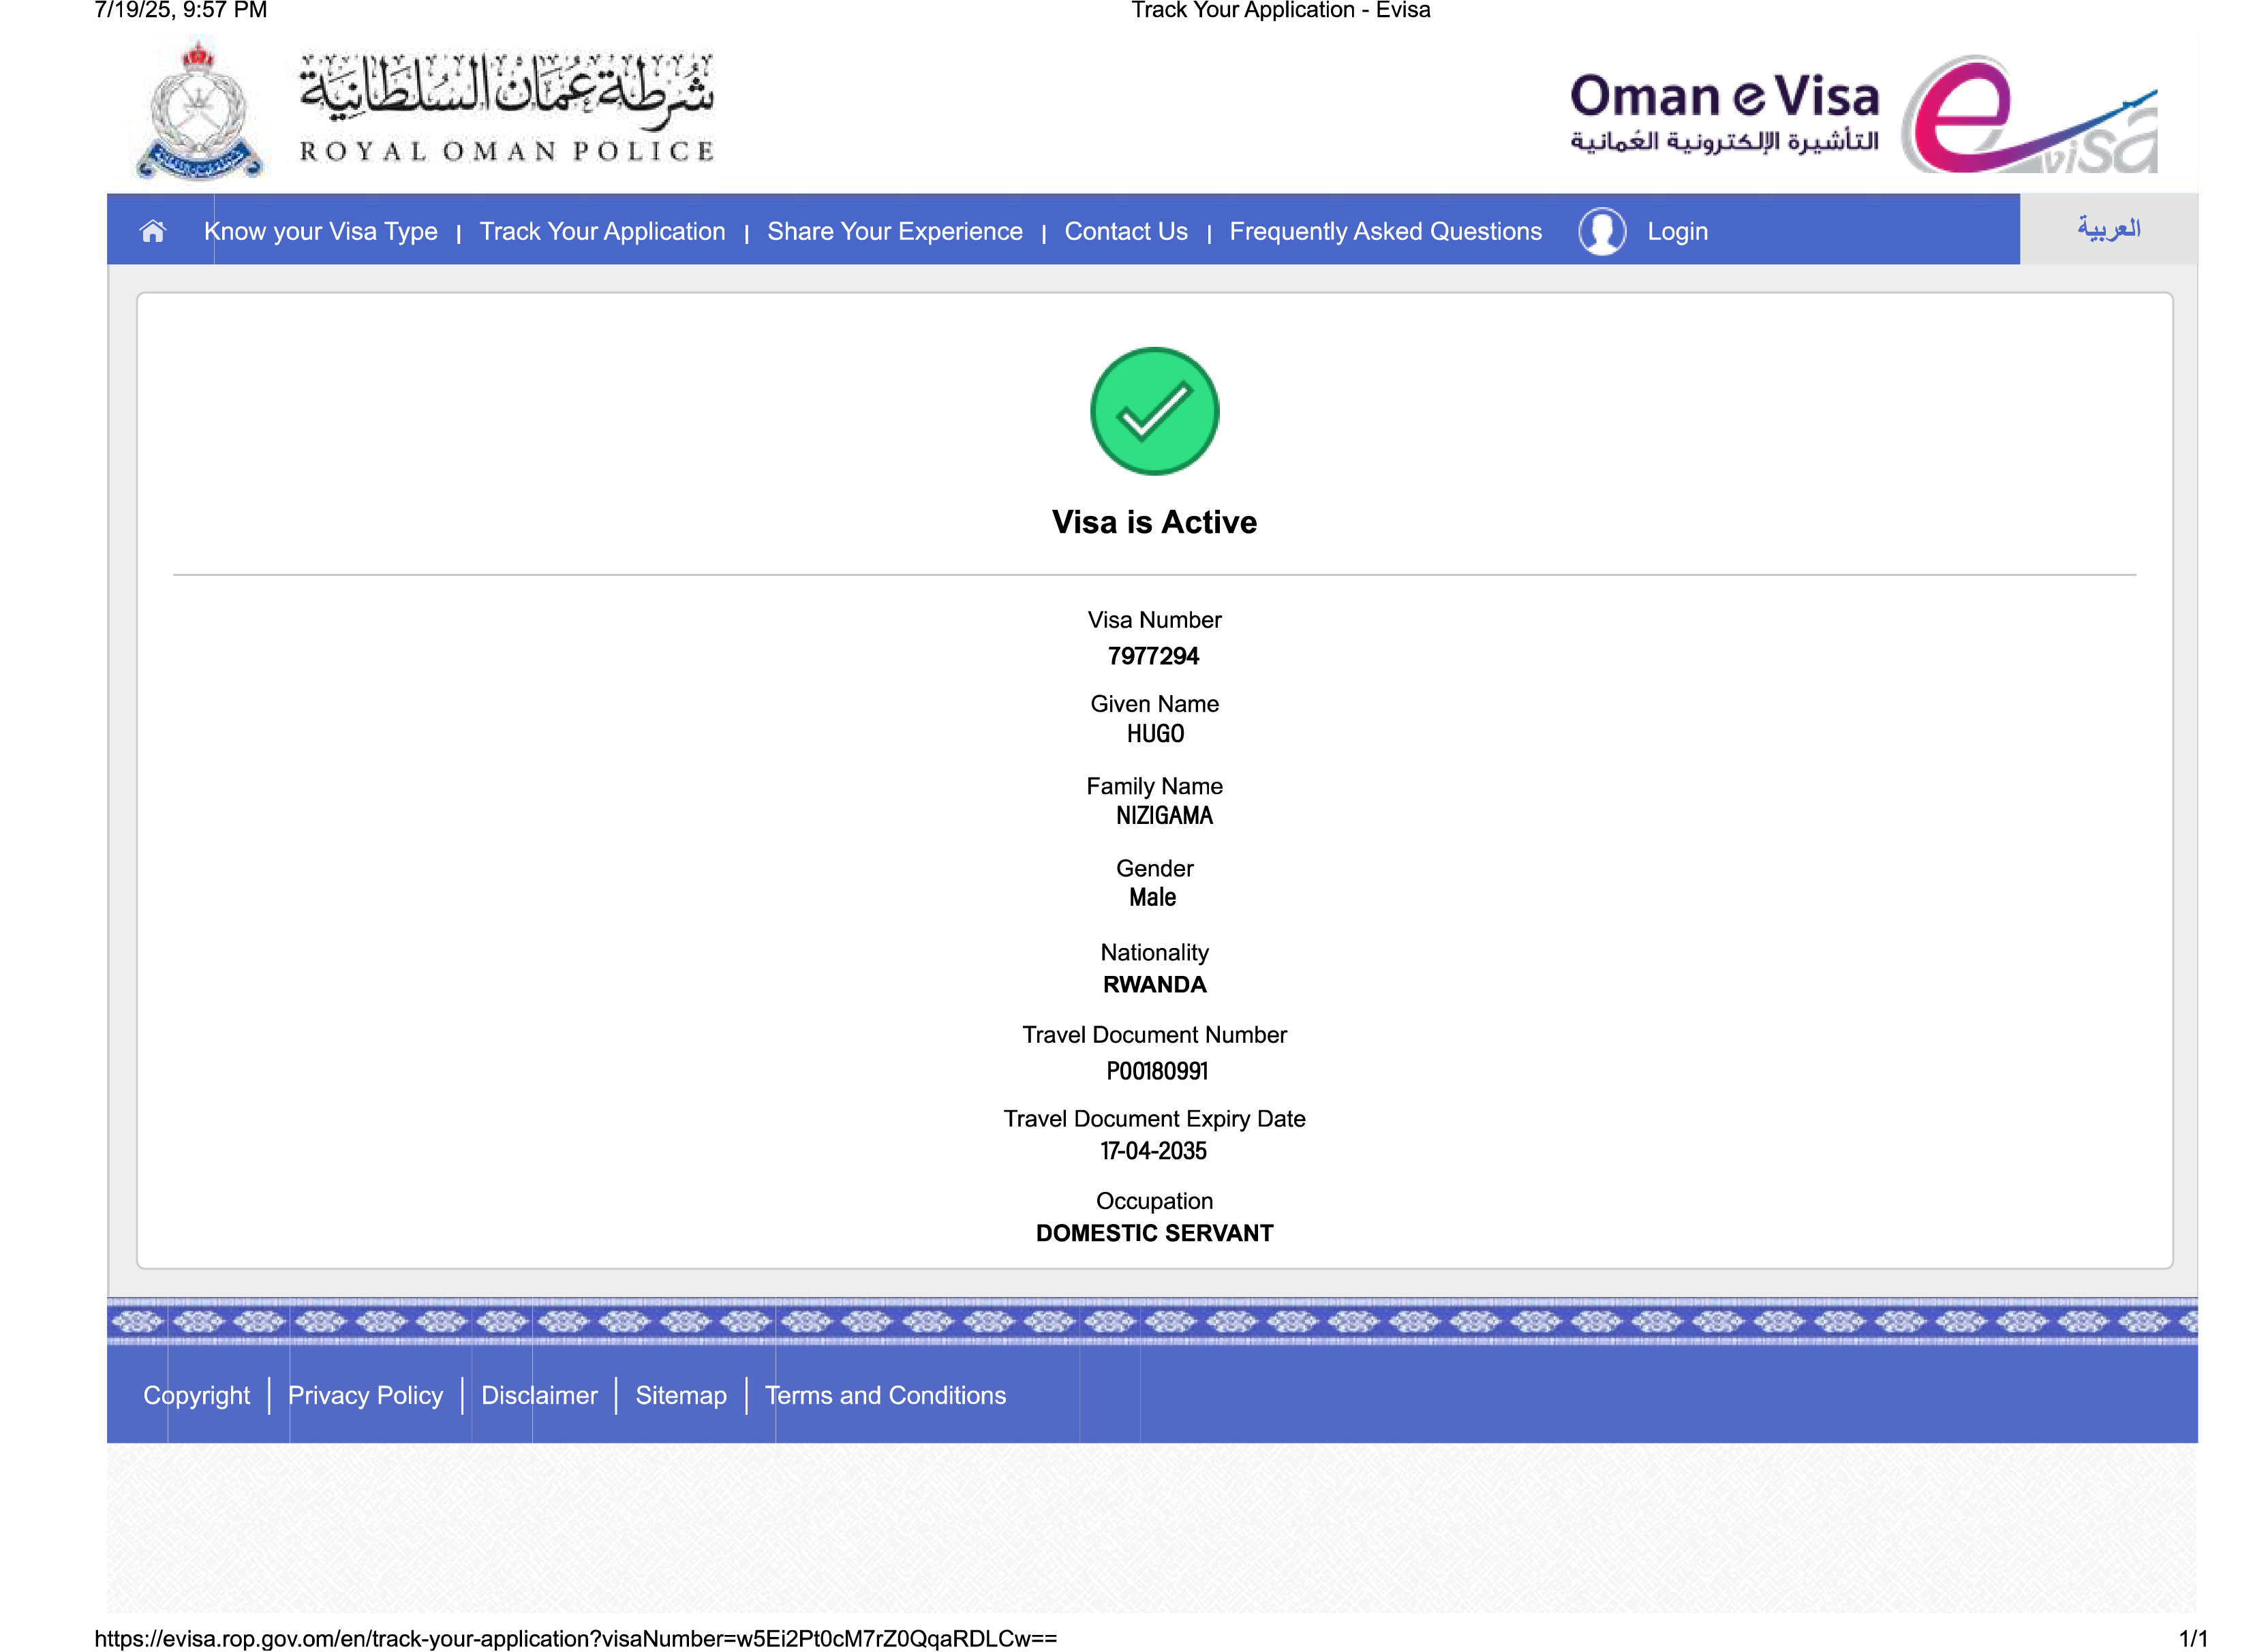 7/19/25, 9:57 PM
Track Your Application - Evisa
شرطة عُمان السلطانية
ROYAL OMAN POLICE
Oman e Visa
التأشيرة الإلكترونية العُمانية
e visa
Know your Visa Type | Track Your Application | Share Your Experience | Contact Us | Frequently Asked Questions Login
العربية
Visa is Active
Visa Number
7977294
Given Name
HUGO
Family Name
NIZIGAMA
Gender
Male
Nationality
RWANDA
Travel Document Number
P00180991
Travel Document Expiry Date
17-04-2035
Occupation
DOMESTIC SERVANT
Copyright | Privacy Policy | Disclaimer | Sitemap | Terms and Conditions
https://evisa.rop.gov.om/en/track-your-application?visaNumber=w5Ei2Pt0cM7rZ0QqaRDLCw==
1/1